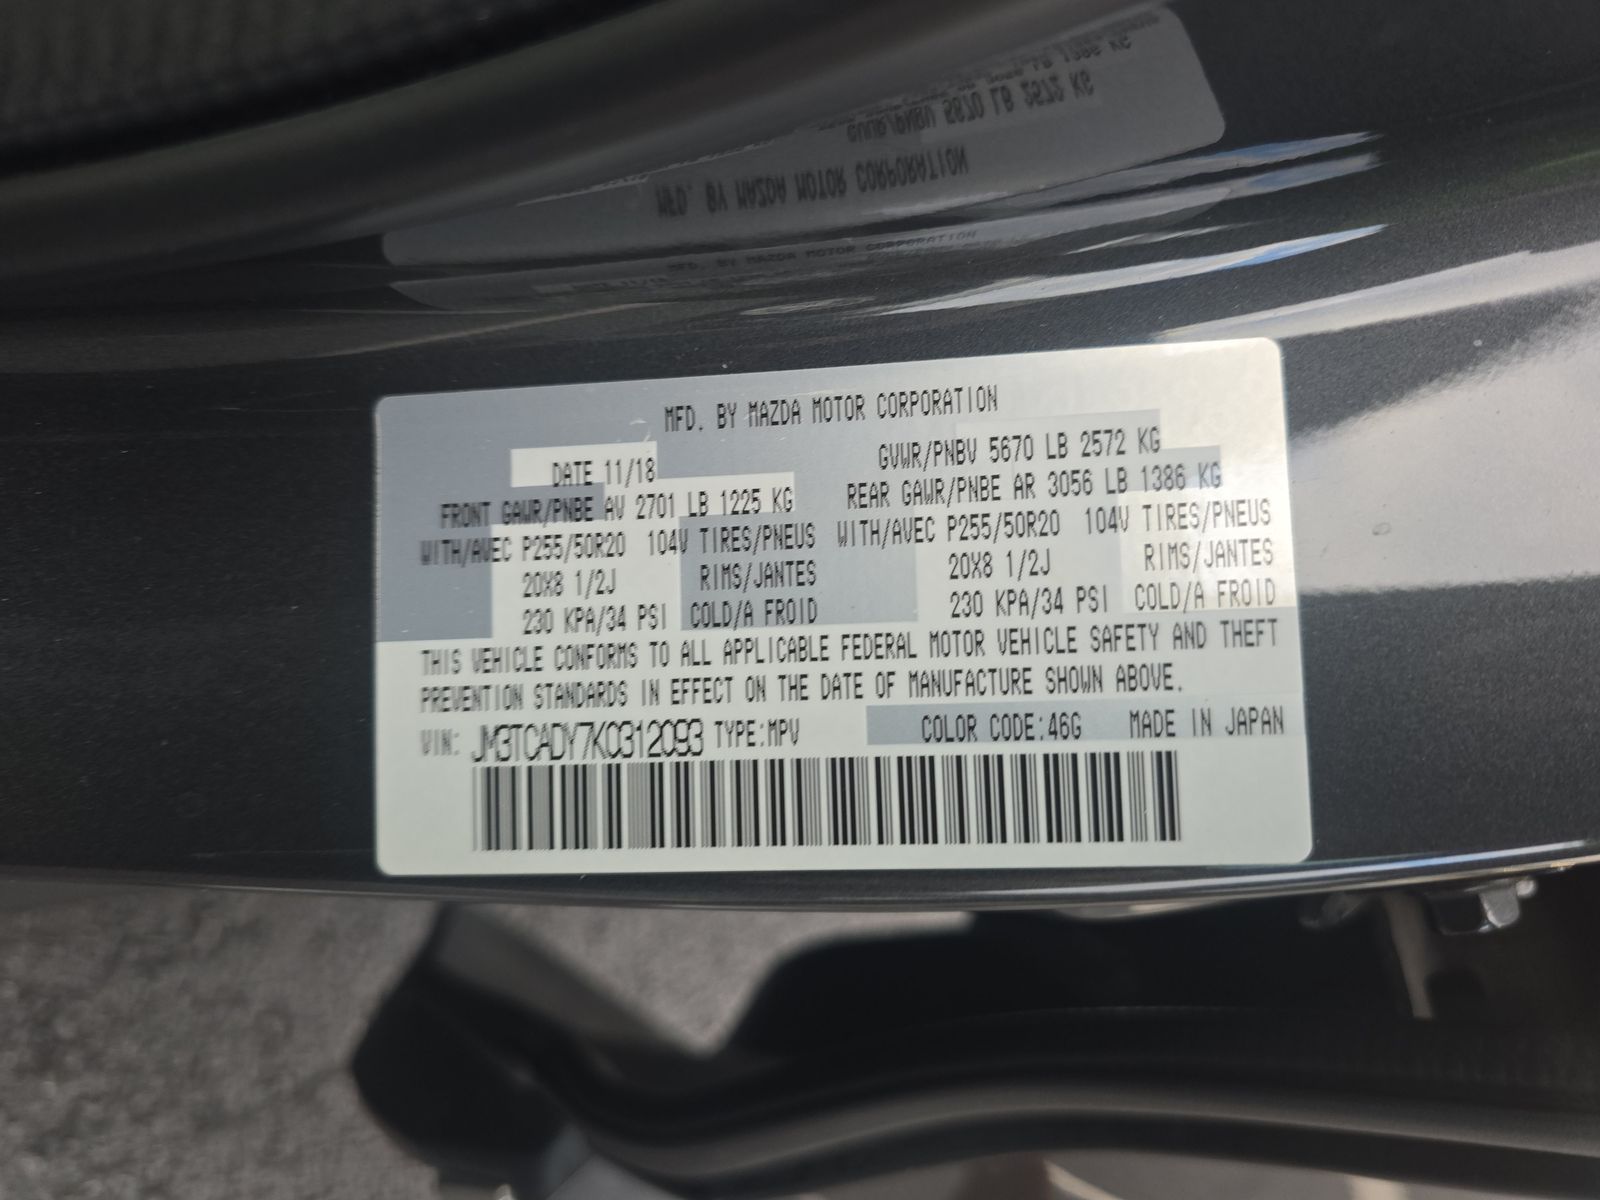 MFD. BY MAZDA MOTOR CORPORATION
DATE 11/18 GVWR/PNBV 5670 LB 2572 KG
FRONT GAWR/PNBE AV 2701 LB 1225 KG REAR GAWR/PNBE AR 3056 LB 1386 KG
WITH/AVEC P255/50R20 104V TIRES/PNEUS WITH/AVEC P255/50R20 104V TIRES/PNEUS
20X8 1/2J RIMS/JANTES 20X8 1/2J RIMS/JANTES
230 KPA/34 PSI COLD/A FROID 230 KPA/34 PSI COLD/A FROID
THIS VEHICLE CONFORMS TO ALL APPLICABLE FEDERAL MOTOR VEHICLE SAFETY AND THEFT
PREVENTION STANDARDS IN EFFECT ON THE DATE OF MANUFACTURE SHOWN ABOVE.
VIN: JM3TCADY7K0312093 TYPE:MPV COLOR CODE:46G MADE IN JAPAN